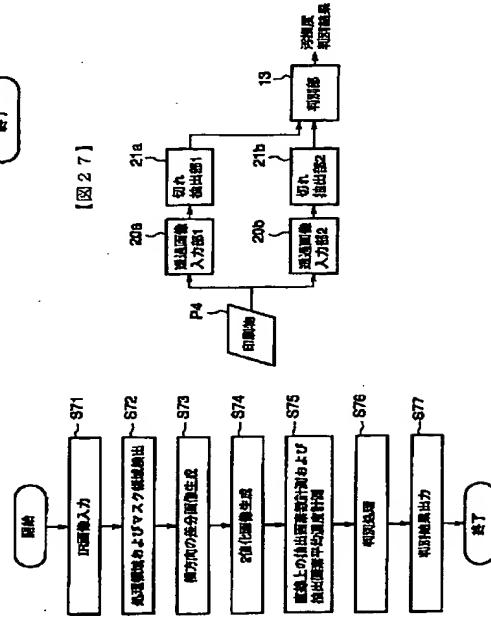 終了
【図27】
P4
印刷物
20a
透過画像
入力部1
21a
切れ
抽出部1
20b
透過画像
入力部2
21b
切れ
抽出部2
13
判別部
汚損度
判別結果
開始
S71
IR画像入力
S72
処理領域およびマスク領域検出
S73
横方向の差分画像生成
S74
2値化画像生成
S75
直線上の抽出画素数計測および
抽出画素平均濃度計測
S76
判別処理
S77
判別結果出力
終了